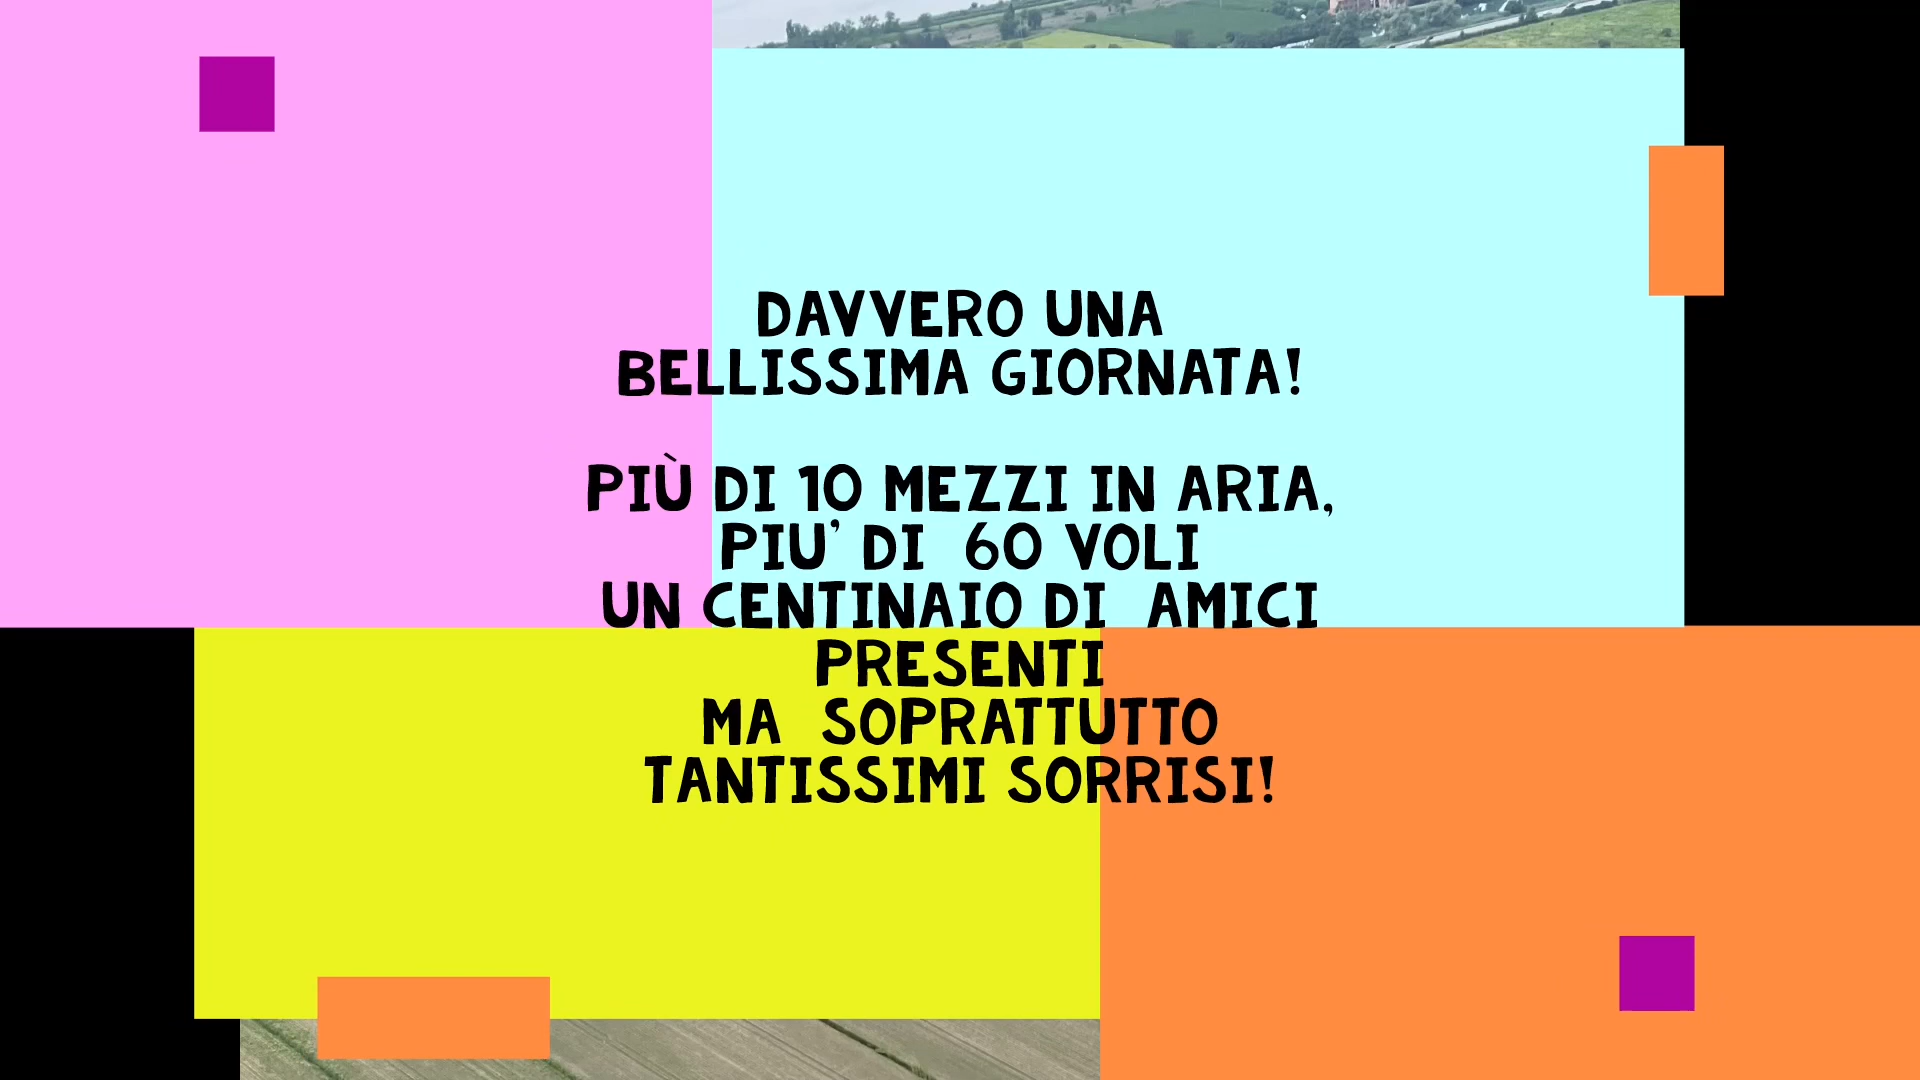 DAVVERO UNA
BELLISSIMA GIORNATA!
PIÙ DI 10 MEZZI IN ARIA,
PIU' DI 60 VOLI
UN CENTINAIO DI AMICI
PRESENTI
MA SOPRATTUTTO
TANTISSIMI SORRISI!